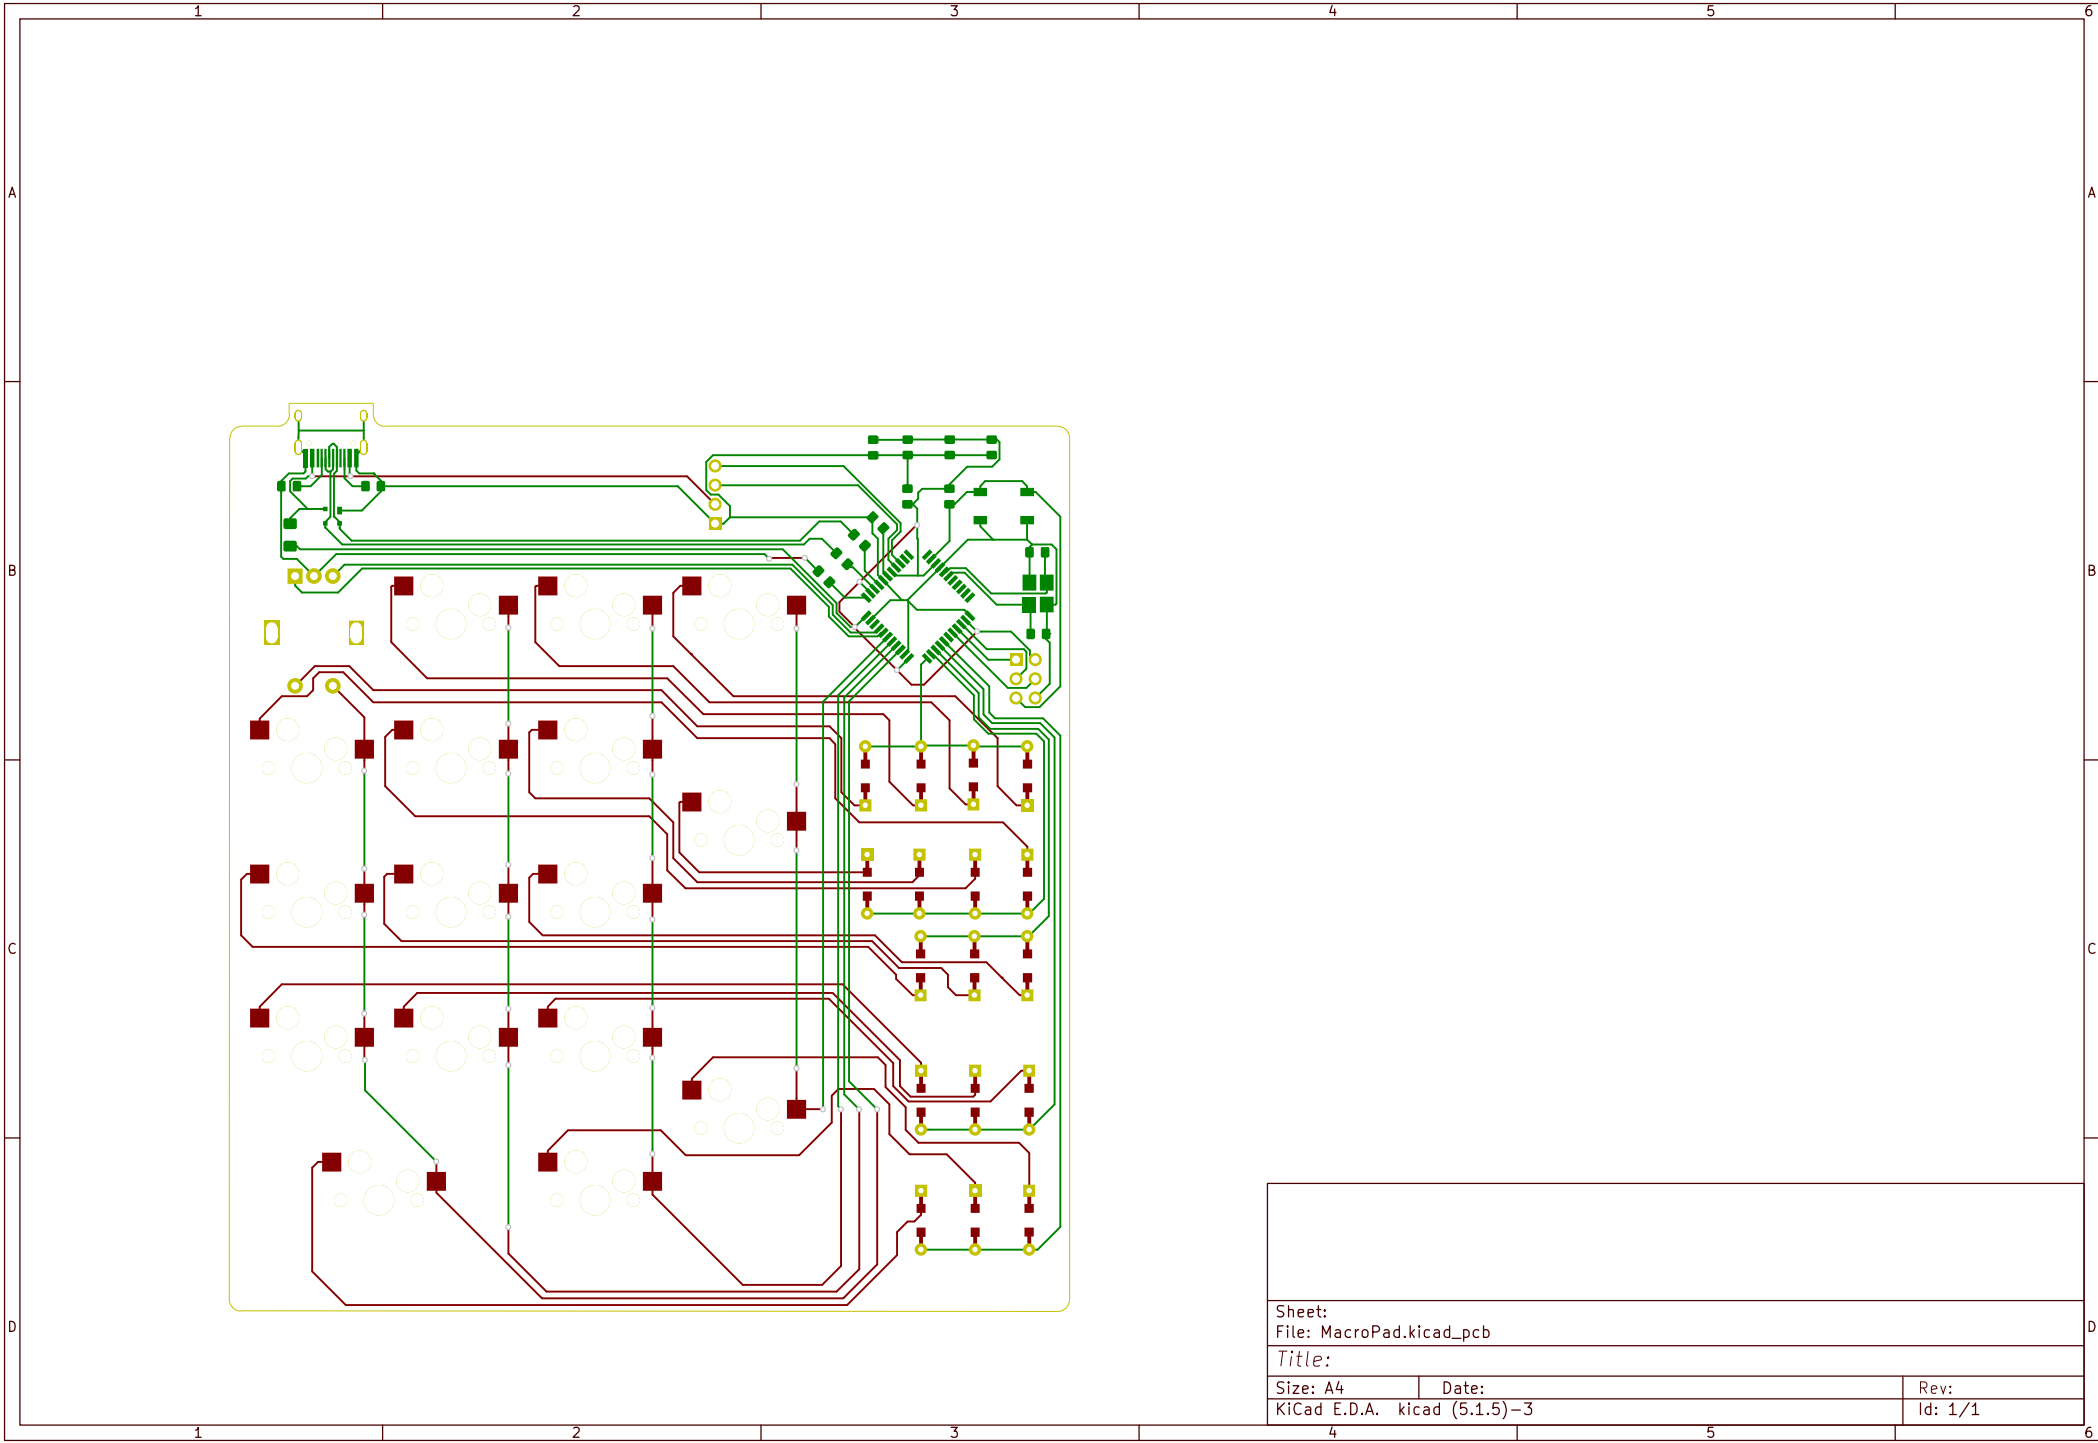 1 2 3 4 5 6
A A
B B
C C
D D
Sheet:
File: MacroPad.kicad_pcb
Title:
Size: A4 Date: Rev:
KiCad E.D.A. kicad (5.1.5)-3 Id: 1/1
1 2 3 4 5 6